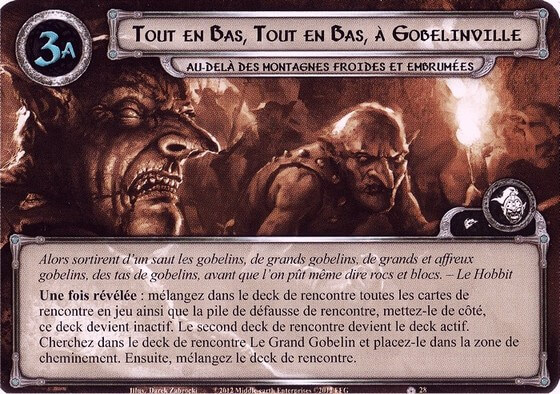 3A
Tout en Bas, Tout en Bas, à Gobelinville
Au-delà des Montagnes Froides et Embrumées
Alors sortirent d'un saut les gobelins, de grands gobelins, de grands et affreux
gobelins, des tas de gobelins, avant que l'on pût même dire rocs et blocs. – Le Hobbit
Une fois révélée : mélangez dans le deck de rencontre toutes les cartes de
rencontre en jeu ainsi que la pile de défausse de rencontre, mettez-le de côté,
ce deck devient inactif. Le second deck de rencontre devient le deck actif.
Cherchez dans le deck de rencontre Le Grand Gobelin et placez-le dans la zone de
cheminement. Ensuite, mélangez le deck de rencontre.
Illus. Darek Zabrocki ©2012 Middle-earth Enterprises ©2012 FFG 28